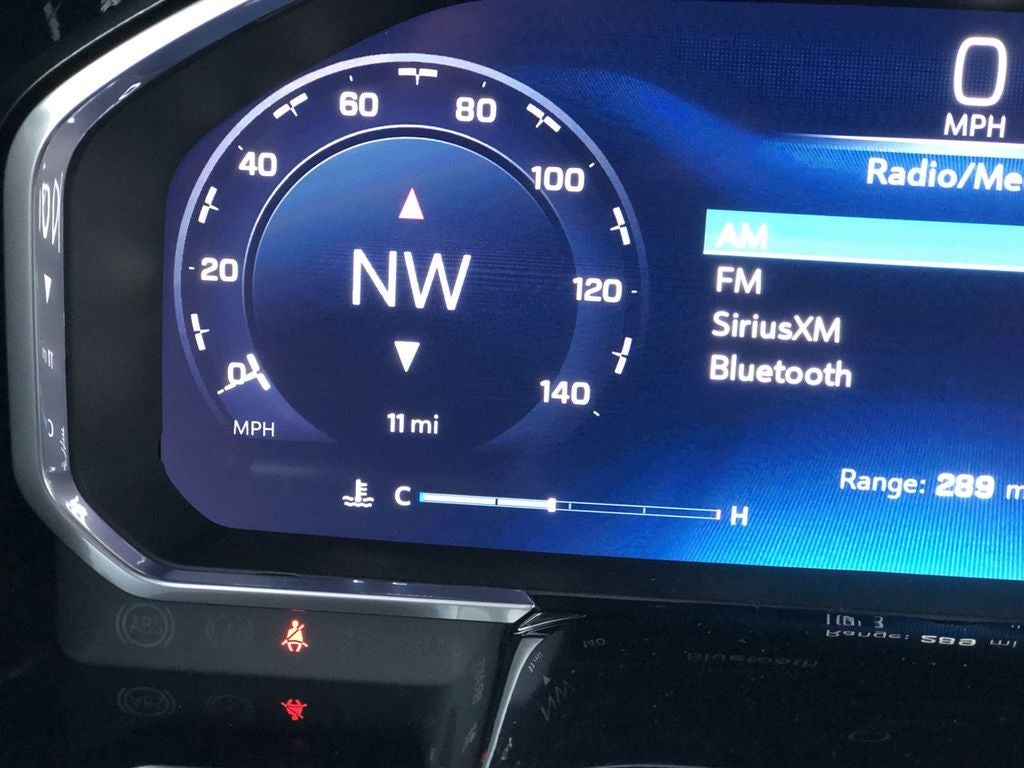 0
MPH
60
80
40
100
20
120
0
140
NW
11 mi
MPH
C
H
Radio/Me
AM
FM
SiriusXM
Bluetooth
Range: 289 m
ABS